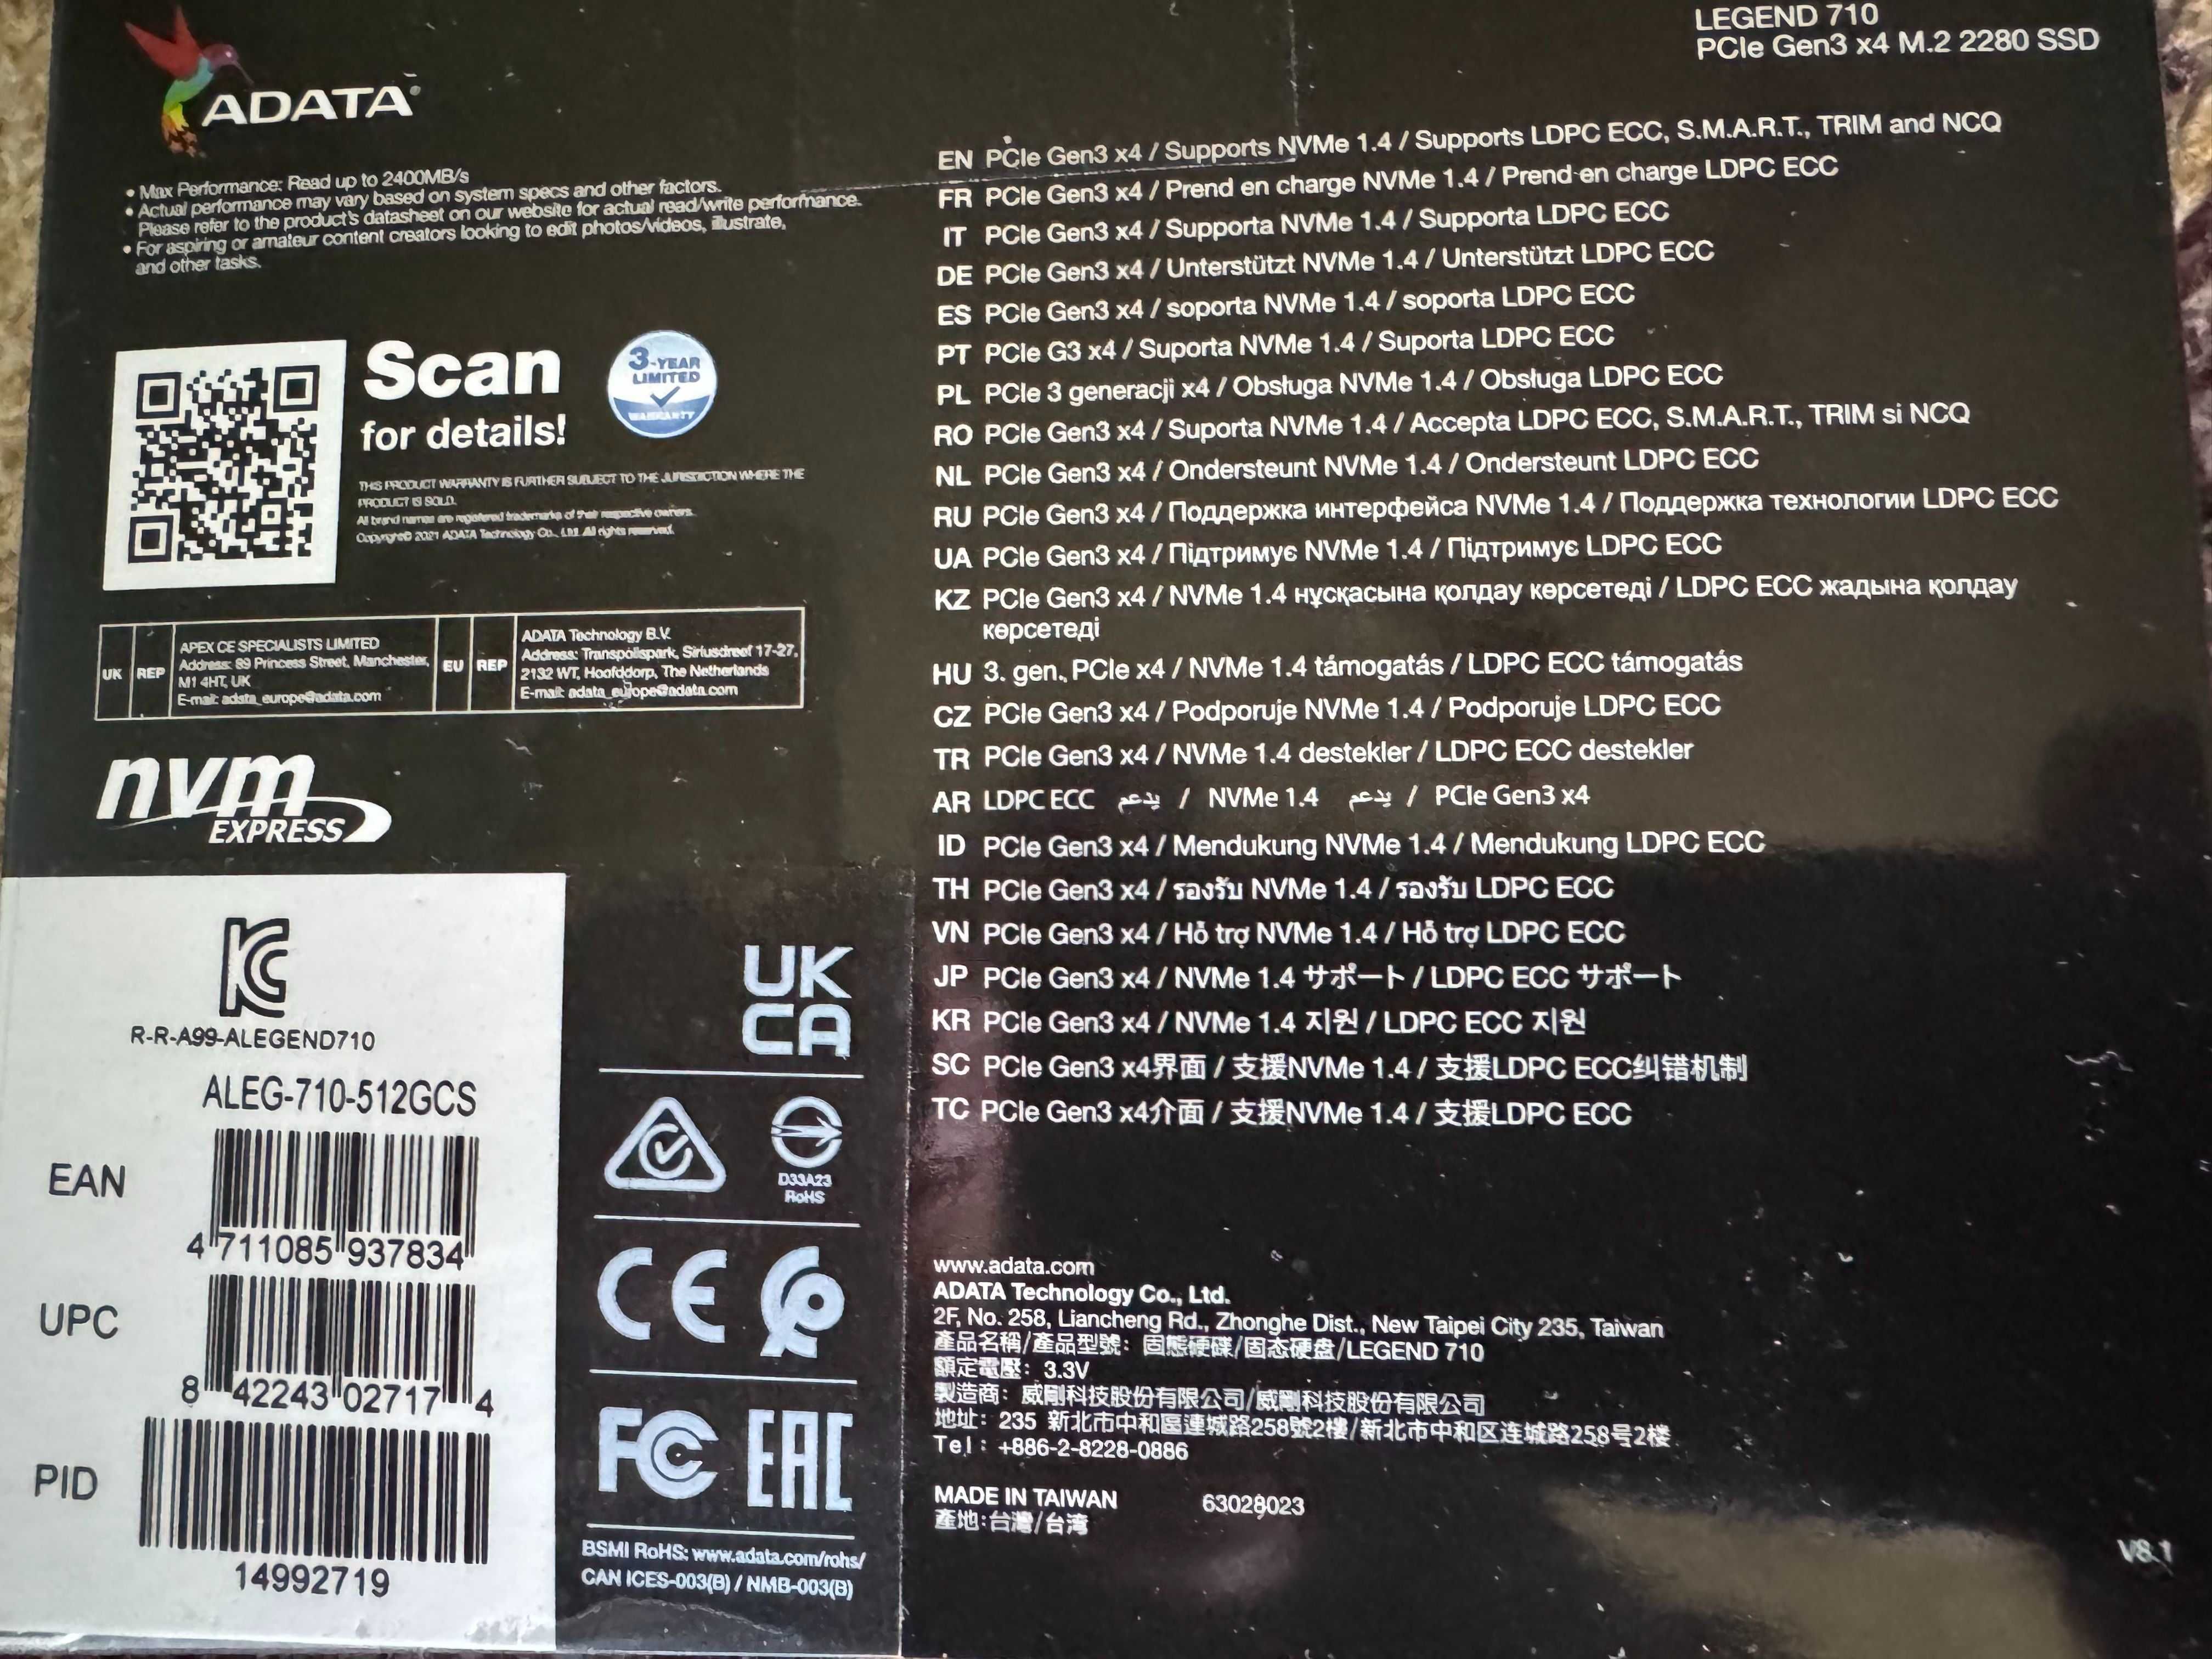 LEGEND 710
PCIe Gen3 x4 M.2 2280 SSD
ADATA
• Max Performance: Read up to 2400MB/s
• Actual performance may vary based on system specs and other factors.
Please refer to the product's datasheet on our website for actual read/write performance.
• For aspiring or amateur content creators looking to edit photos/videos, illustrate,
and other tasks.
Scan
for details!
3-YEAR
LIMITED
WARRANTY
THIS PRODUCT WARRANTY IS FURTHER SUBJECT TO THE JURISDICTION WHERE THE
PRODUCT IS SOLD.
All brand names are registered trademarks of their respective owners.
Copyright© 2021 ADATA Technology Co., Ltd. All rights reserved.
UK REP
APEX CE SPECIALISTS LIMITED
Address: 89 Princess Street, Manchester,
M1 4HT, UK
E-mail: adata_europe@adata.com
EU REP
ADATA Technology B.V.
Address: Transpolispark, Siriusdreef 17-27,
2132 WT, Hoofddorp, The Netherlands
E-mail: adata_europe@adata.com
nvm
EXPRESS
R-R-A99-ALEGEND710
ALEG-710-512GCS
EAN
4 711085 937834
UPC
8 42243 02717 4
PID
14992719
UK
CA
D33A23
RoHS
CE
FC EAC
BSMI RoHS: www.adata.com/rohs/
CAN ICES-003(B) / NMB-003(B)
EN PCIe Gen3 x4 / Supports NVMe 1.4 / Supports LDPC ECC, S.M.A.R.T., TRIM and NCQ
FR PCIe Gen3 x4 / Prend en charge NVMe 1.4 / Prend en charge LDPC ECC
IT PCIe Gen3 x4 / Supporta NVMe 1.4 / Supporta LDPC ECC
DE PCIe Gen3 x4 / Unterstützt NVMe 1.4 / Unterstützt LDPC ECC
ES PCIe Gen3 x4 / soporta NVMe 1.4 / soporta LDPC ECC
PT PCIe G3 x4 / Suporta NVMe 1.4 / Suporta LDPC ECC
PL PCIe 3 generacji x4 / Obsługa NVMe 1.4 / Obsługa LDPC ECC
RO PCIe Gen3 x4 / Suporta NVMe 1.4 / Accepta LDPC ECC, S.M.A.R.T., TRIM si NCQ
NL PCIe Gen3 x4 / Ondersteunt NVMe 1.4 / Ondersteunt LDPC ECC
RU PCIe Gen3 x4 / Поддержка интерфейса NVMe 1.4 / Поддержка технологии LDPC ECC
UA PCIe Gen3 x4 / Підтримує NVMe 1.4 / Підтримує LDPC ECC
KZ PCIe Gen3 x4 / NVMe 1.4 нұсқасына қолдау көрсетеді / LDPC ECC жадына қолдау
көрсетеді
HU 3. gen., PCIe x4 / NVMe 1.4 támogatás / LDPC ECC támogatás
CZ PCIe Gen3 x4 / Podporuje NVMe 1.4 / Podporuje LDPC ECC
TR PCIe Gen3 x4 / NVMe 1.4 destekler / LDPC ECC destekler
AR LDPC ECC يدعم / NVMe 1.4 يدعم / PCIe Gen3 x4
ID PCIe Gen3 x4 / Mendukung NVMe 1.4 / Mendukung LDPC ECC
TH PCIe Gen3 x4 / รองรับ NVMe 1.4 / รองรับ LDPC ECC
VN PCIe Gen3 x4 / Hỗ trợ NVMe 1.4 / Hỗ trợ LDPC ECC
JP PCIe Gen3 x4 / NVMe 1.4 サポート / LDPC ECC サポート
KR PCIe Gen3 x4 / NVMe 1.4 지원 / LDPC ECC 지원
SC PCIe Gen3 x4界面 / 支援NVMe 1.4 / 支援LDPC ECC纠错机制
TC PCIe Gen3 x4介面 / 支援NVMe 1.4 / 支援LDPC ECC
www.adata.com
ADATA Technology Co., Ltd.
2F, No. 258, Liancheng Rd., Zhonghe Dist., New Taipei City 235, Taiwan
產品名稱/產品型號: 固態硬碟/固态硬盘/LEGEND 710
額定電壓: 3.3V
製造商: 威剛科技股份有限公司/威剛科技股份有限公司
地址: 235 新北市中和區連城路258號2樓/新北市中和区连城路258号2楼
Tel: +886-2-8228-0886
MADE IN TAIWAN 63028023
產地:台灣/台湾
V8.1